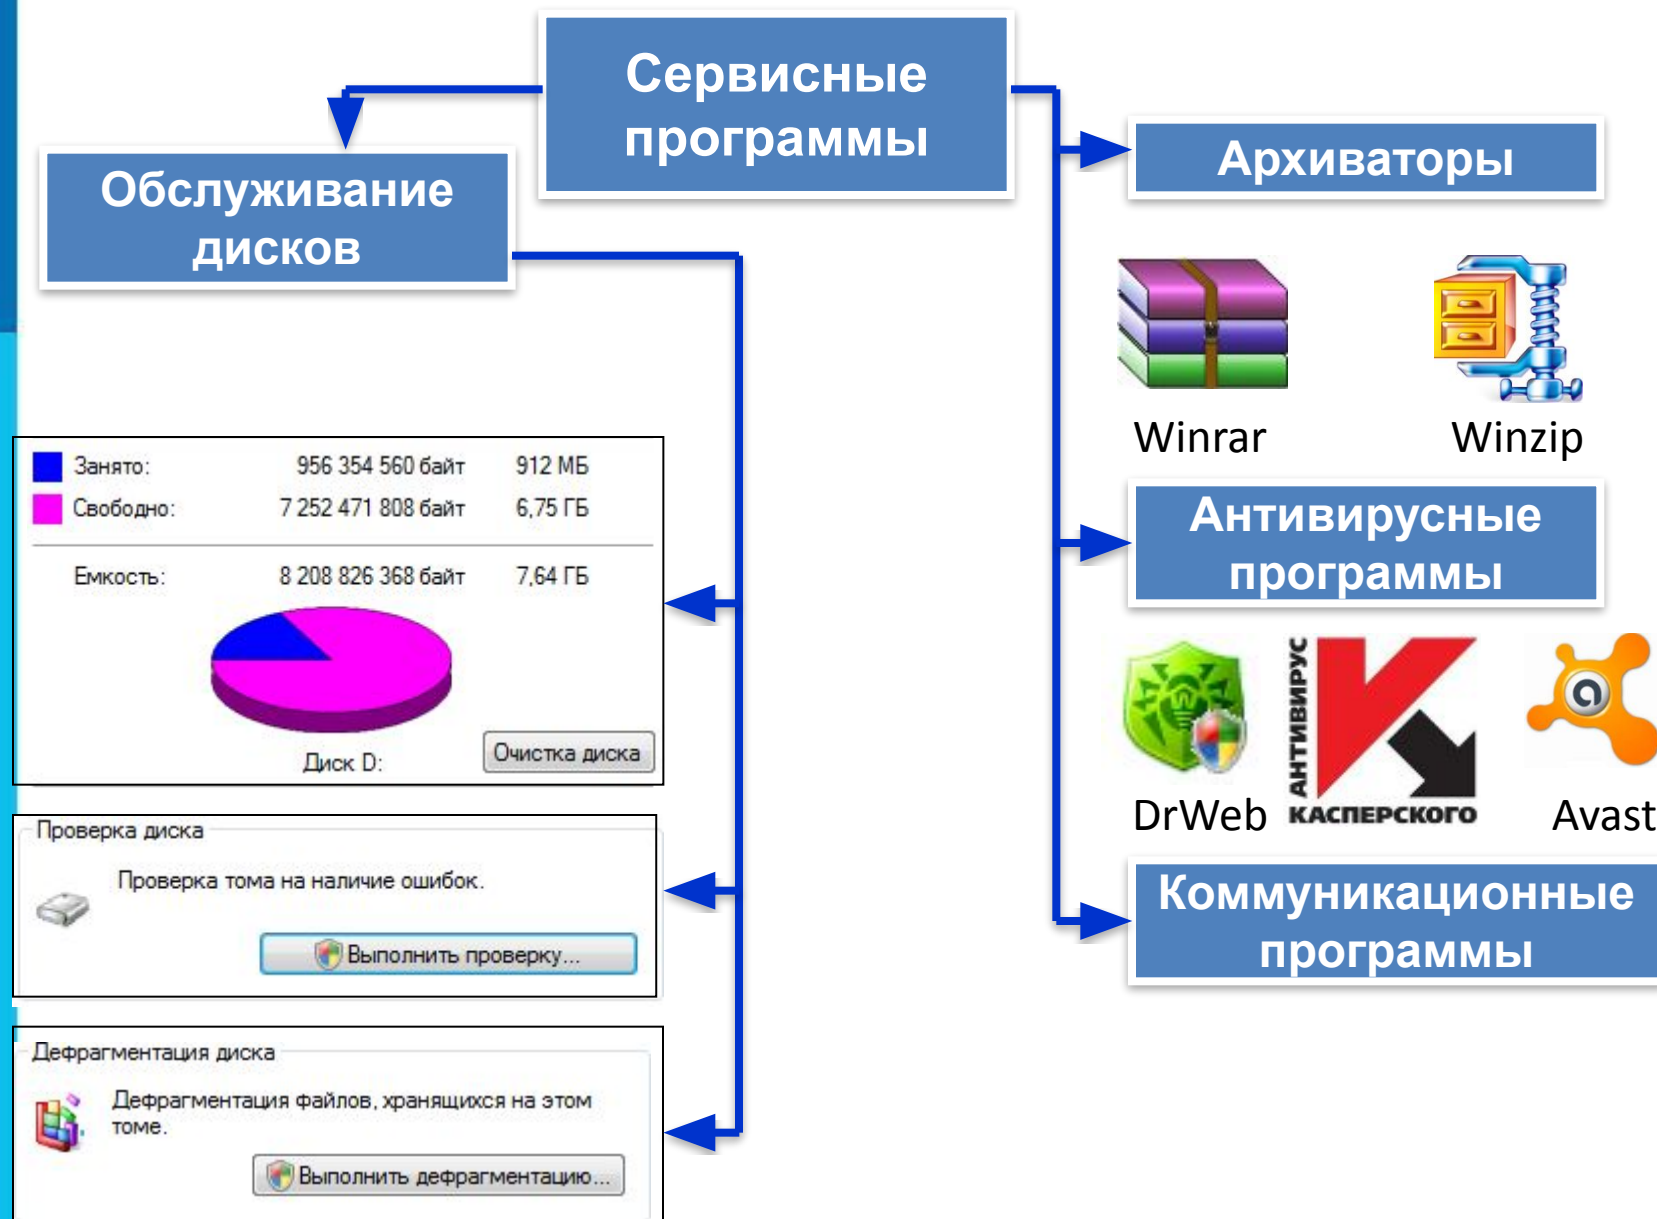 Сервисные
программы
Обслуживание
дисков
Занято: 956 354 560 байт 912 МБ
Свободно: 7 252 471 808 байт 6,75 ГБ
Емкость: 8 208 826 368 байт 7,64 ГБ
Диск D:
Очистка диска
Проверка диска
Проверка тома на наличие ошибок.
Выполнить проверку...
Дефрагментация диска
Дефрагментация файлов, хранящихся на этом
томе.
Выполнить дефрагментацию...
Архиваторы
Winrar Winzip
Антивирусные
программы
АНТИВИРУС
КАСПЕРСКОГО
DrWeb Avast
Коммуникационные
программы